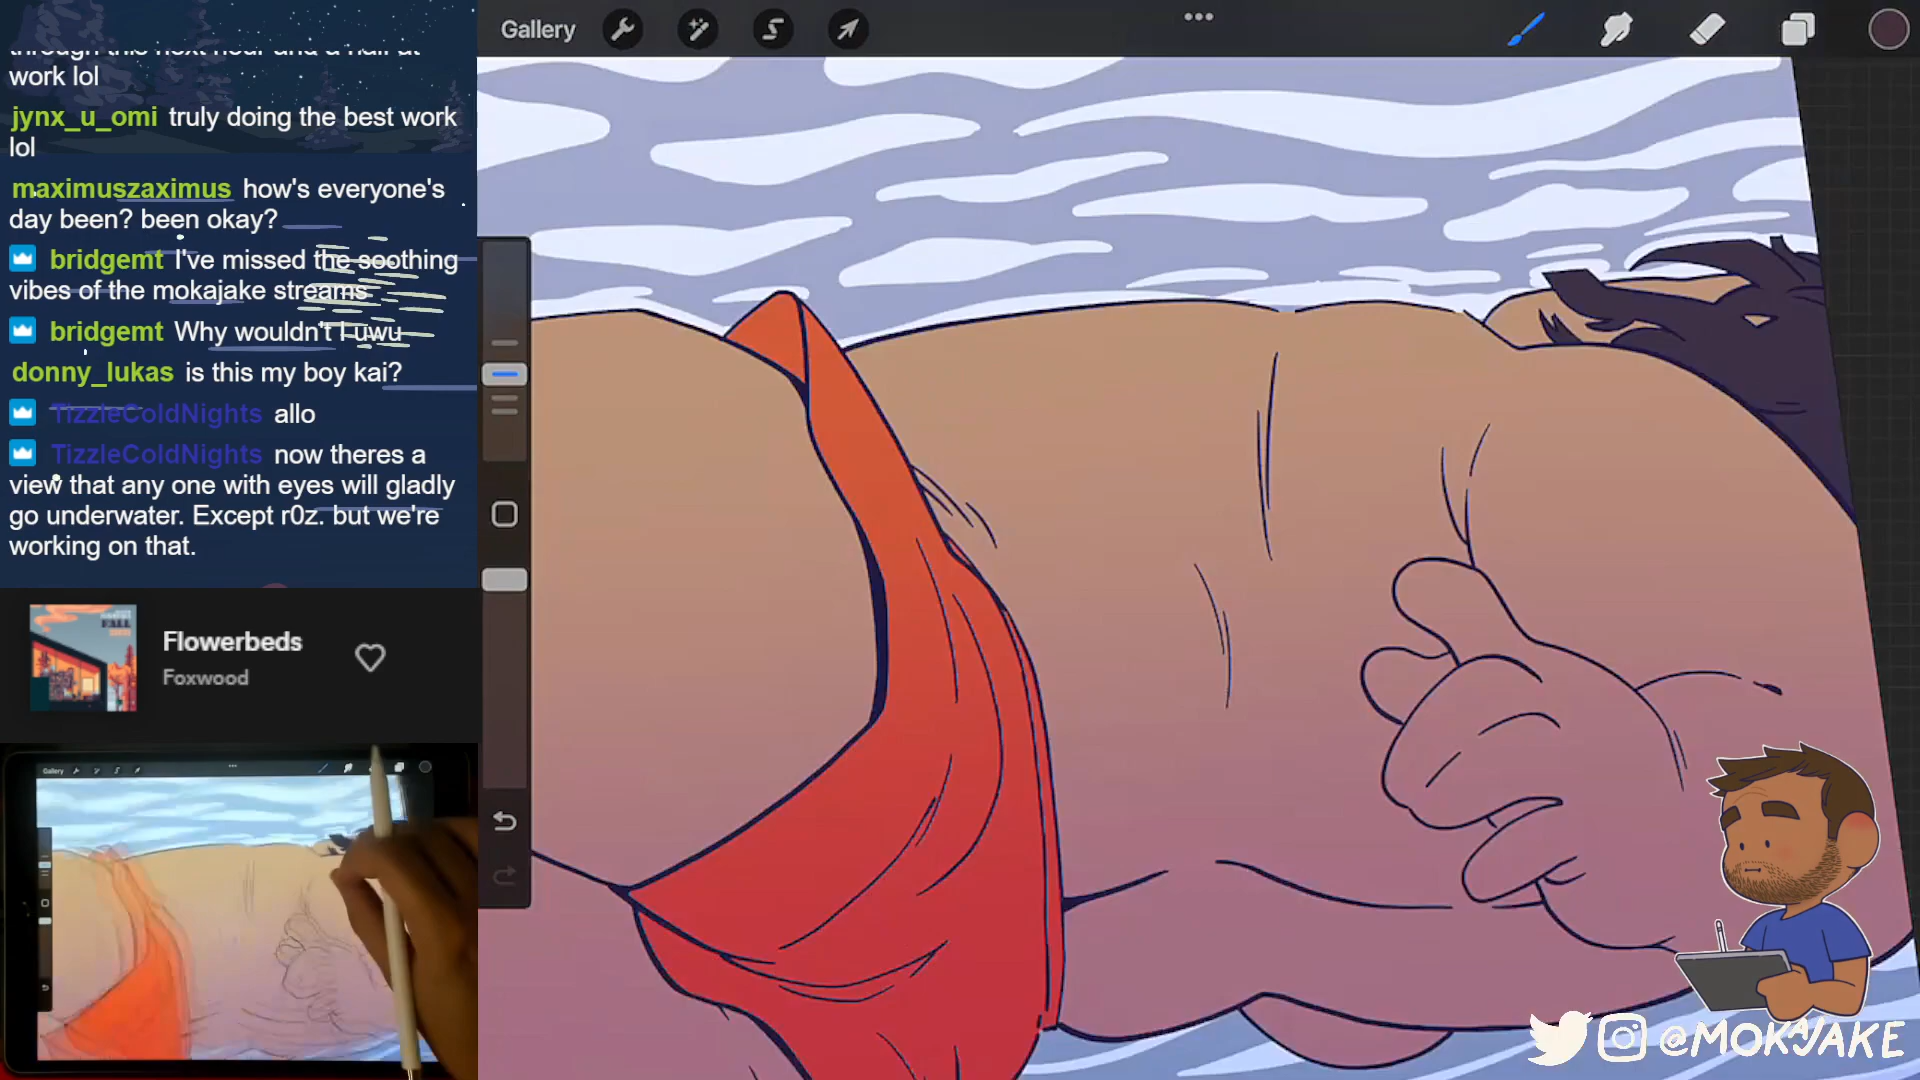 work lol
jynx_u_omi truly doing the best work
lol
maximuszaximus how's everyone's
day been? been okay?
bridgemt I've missed the soothing
vibes of the mokajake streams
bridgemt Why wouldn't I uwu
donny_lukas is this my boy kai?
TizzleColdNights allo
TizzleColdNights now theres a
view that any one with eyes will gladly
go underwater. Except r0z. but we're
working on that.
FALL
Flowerbeds
Foxwood
Gallery
Gallery
@MOKAJAKE